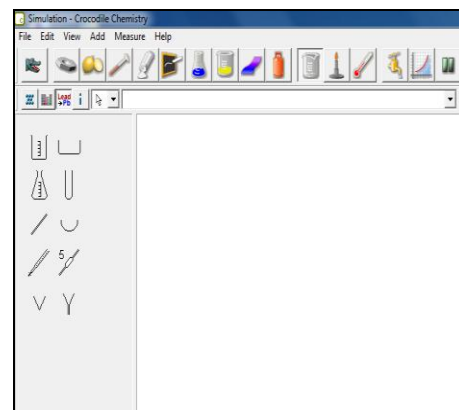 Simulation - Crocodile Chemistry
File Edit View Add Measure Help
Lead
→Pb
i
5